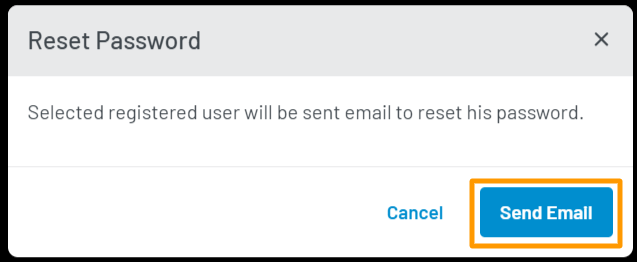 Reset Password
Selected registered user will be sent email to reset his password.
Cancel
Send Email